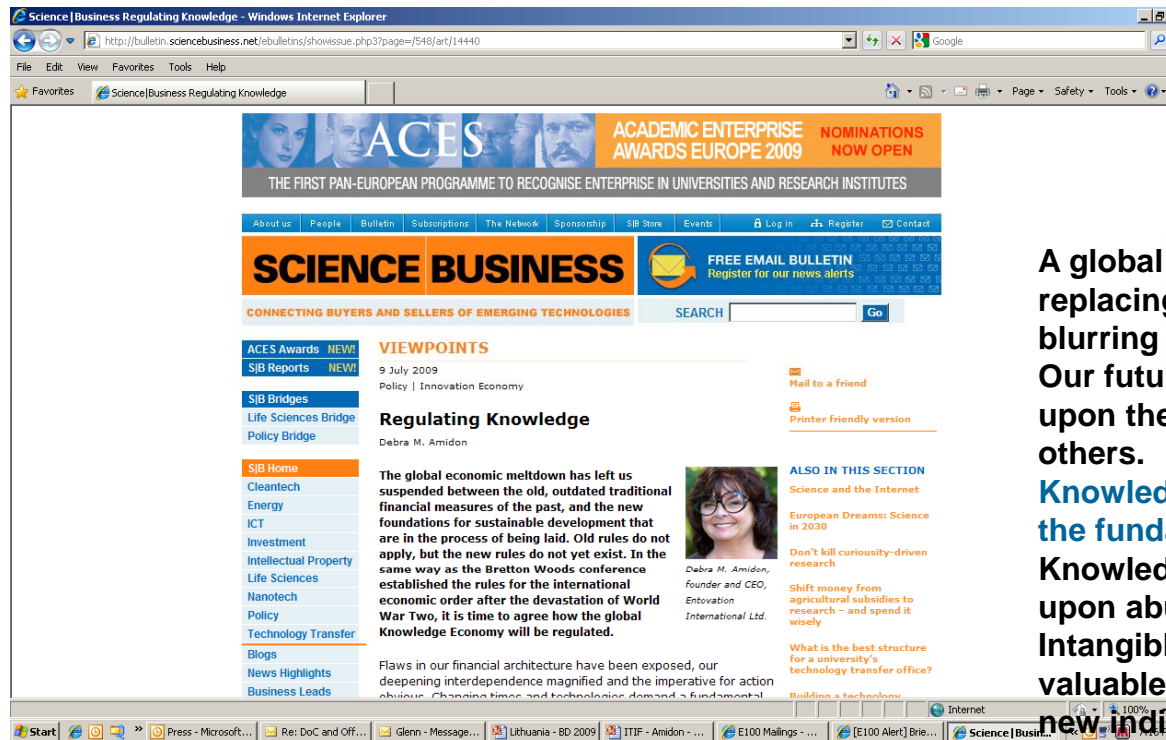 Science|Business Regulating Knowledge - Windows Internet Explorer
http://bulletin.sciencebusiness.net/ebulletins/showissue.php3?page=/548/art/14440
Google
File Edit View Favorites Tools Help
Favorites Science|Business Regulating Knowledge Page Safety Tools
ACES ACADEMIC ENTERPRISE AWARDS EUROPE 2009 NOMINATIONS NOW OPEN
THE FIRST PAN-EUROPEAN PROGRAMME TO RECOGNISE ENTERPRISE IN UNIVERSITIES AND RESEARCH INSTITUTES
About us People Bulletin Subscriptions The Network Sponsorship S|B Store Events Log in Register Contact
SCIENCE BUSINESS
FREE EMAIL BULLETIN
Register for our news alerts
CONNECTING BUYERS AND SELLERS OF EMERGING TECHNOLOGIES
SEARCH Go
ACES Awards NEW!
S|B Reports NEW!
S|B Bridges
Life Sciences Bridge
Policy Bridge
S|B Home
Cleantech
Energy
ICT
Investment
Intellectual Property
Life Sciences
Nanotech
Policy
Technology Transfer
Blogs
News Highlights
Business Leads
VIEWPOINTS
9 July 2009
Policy | Innovation Economy
Regulating Knowledge
Debra M. Amidon
The global economic meltdown has left us
suspended between the old, outdated traditional
financial measures of the past, and the new
foundations for sustainable development that
are in the process of being laid. Old rules do not
apply, but the new rules do not yet exist. In the
same way as the Bretton Woods conference
established the rules for the international
economic order after the devastation of World
War Two, it is time to agree how the global
Knowledge Economy will be regulated.
Flaws in our financial architecture have been exposed, our
deepening interdependence magnified and the imperative for action
obvious. Changing times and technologies demand a fundamental
Debra M. Amidon,
founder and CEO,
Entovation
International Ltd.
Mail to a friend
Printer friendly version
ALSO IN THIS SECTION
Science and the Internet
European Dreams: Science
in 2030
Don't kill curiousity-driven
research
Shift money from
agricultural subsidies to
research – and spend it
wisely
What is the best structure
for a university's
technology transfer office?
Building a technology
A global
replacing
blurring
Our futu
upon the
others.
Knowled
the funda
Knowled
upon abu
Intangibl
valuable
new indi
Internet 100%
Start Press - Microsoft... Re: DoC and Off... Glenn - Message... Lithuania - BD 2009 ITIF - Amidon - ... E100 Mailings - ... [E100 Alert] Brie... Science | Busin...